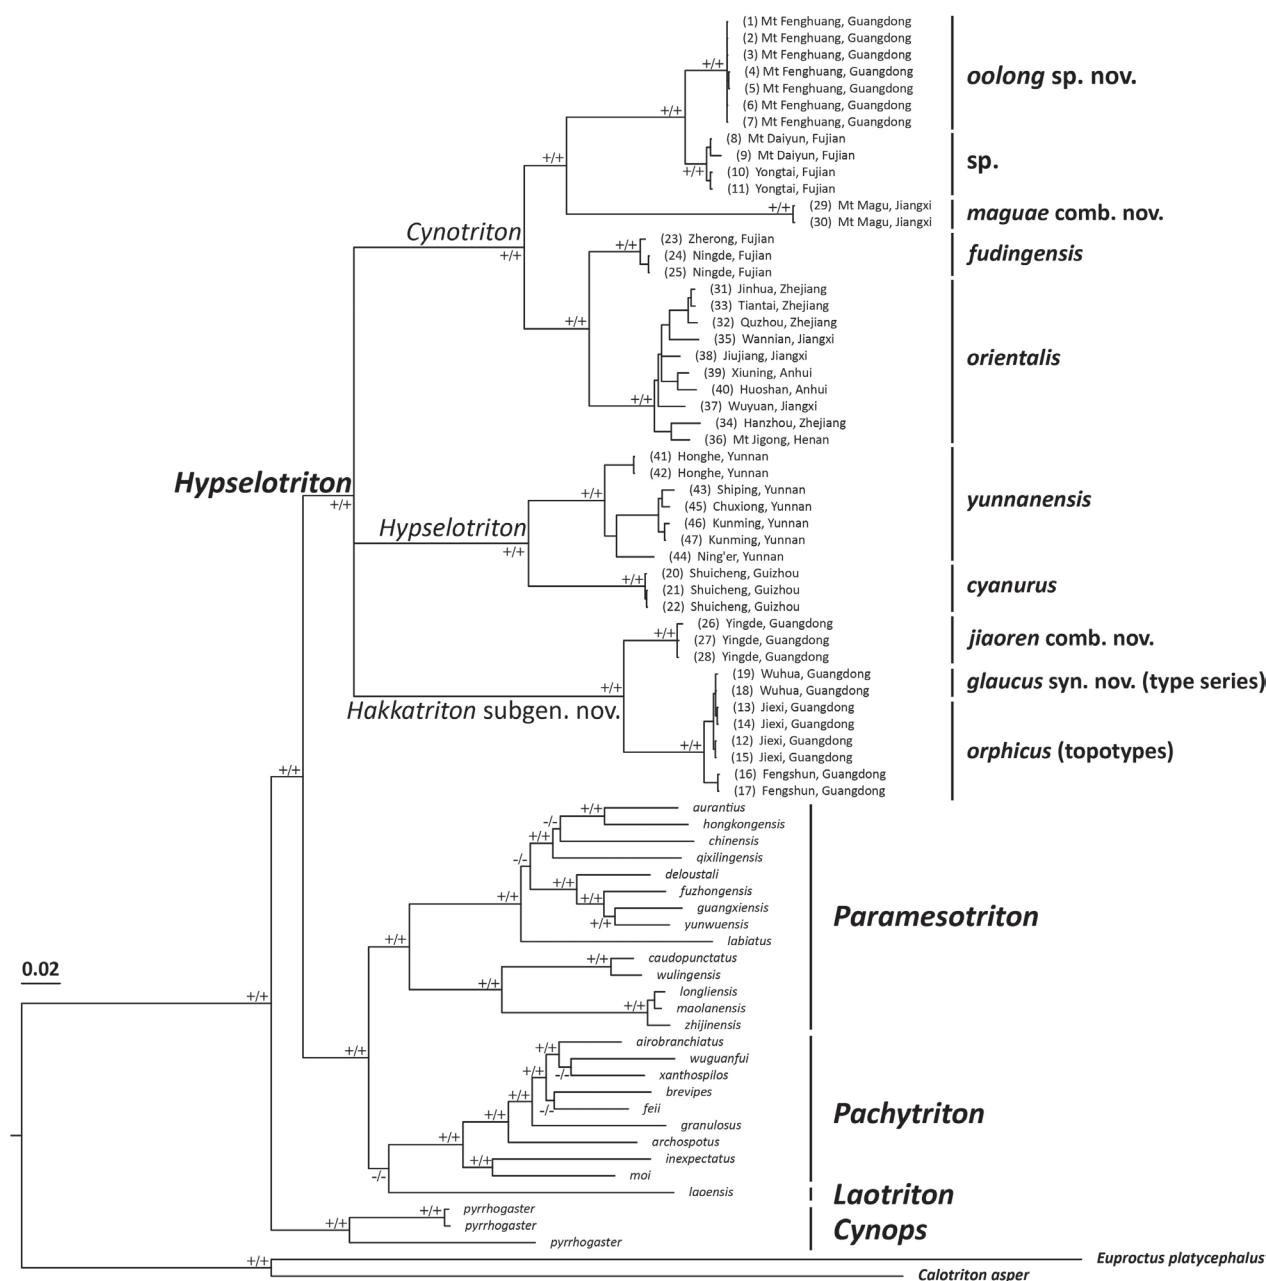 (1) Mt Fenghuang, Guangdong
(2) Mt Fenghuang, Guangdong
(3) Mt Fenghuang, Guangdong
+/+
(4) Mt Fenghuang, Guangdong
oolong sp. nov.
(5) Mt Fenghuang, Guangdong
(6) Mt Fenghuang, Guangdong
+/+
(7) Mt Fenghuang, Guangdong
(8) Mt Daiyun, Fujian
+/+
(9) Mt Daiyun, Fujian
sp.
+/+
(10) Yongtai, Fujian
(11) Yongtai, Fujian
+/+
(29) Mt Magu, Jiangxi
maguae comb. nov.
(30) Mt Magu, Jiangxi
Cynotriton
+/+
+/+
(23) Zherong, Fujian
(24) Ningde, Fujian
fudingensis
(25) Ningde, Fujian
(31) Jinhua, Zhejiang
(33) Tiantai, Zhejiang
+/+
(32) Quzhou, Zhejiang
(35) Wannian, Jiangxi
(38) Jiujiang, Jiangxi
orientalis
(39) Xiuning, Anhui
(40) Huoshan, Anhui
+/+
(37) Wuyuan, Jiangxi
(34) Hanzhou, Zhejiang
(36) Mt Jigong, Henan
(41) Honghe, Yunnan
(42) Honghe, Yunnan
Hypselotriton
+/+
+/+
(43) Shiping, Yunnan
(45) Chuxiong, Yunnan
yunnanensis
(46) Kunming, Yunnan
Hypselotriton
+/+
(47) Kunming, Yunnan
(44) Ning'er, Yunnan
+/+
(20) Shuicheng, Guizhou
(21) Shuicheng, Guizhou
cyanurus
(22) Shuicheng, Guizhou
(26) Yingde, Guangdong
+/+
(27) Yingde, Guangdong
jiaoren comb. nov.
(28) Yingde, Guangdong
(19) Wuhua, Guangdong
glaucus syn. nov. (type series)
+/+
(18) Wuhua, Guangdong
Hakkatriton subgen. nov.
(13) Jiexi, Guangdong
(14) Jiexi, Guangdong
+/+
(12) Jiexi, Guangdong
orphicus (topotypes)
(15) Jiexi, Guangdong
(16) Fengshun, Guangdong
(17) Fengshun, Guangdong
+/+
+/+
aurantius
-/-
hongkongensis
+/+
chinensis
-/-
qixilingensis
+/+
deloustali
+/+
+/+
fuzhongensis
guangxiensis
Paramesotriton
+/+
yunwuensis
+/+
labiatus
+/+
caudopunctatus
0.02
wulingensis
+/+
+/+
longliensis
+/+
maolanensis
zhijinensis
+/+
+/+
airobranchiatus
wuguanfui
+/+
-/-
xanthospilos
+/+
brevipes
-/-
feii
Pachytriton
+/+
granulosus
+/+
archospotus
+/+
inexpectatus
-/-
moi
laoensis
Laotriton
+/+
+/+
pyrrhogaster
pyrrhogaster
Cynops
pyrrhogaster
+/+
Euproctus platycephalus
Calotriton asper